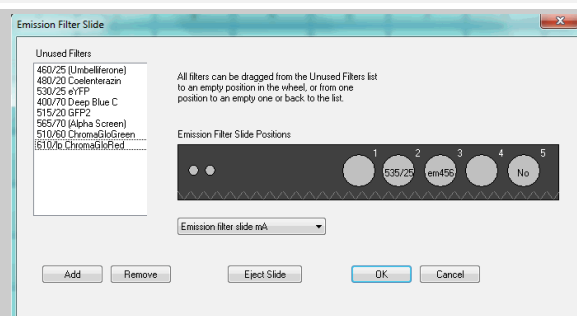 Emission Filter Slide
Unused Filters
460/25 (Umbelliferone)
480/20 Coelenterazin
530/25 eYFP
400/70 Deep Blue C
515/20 GFP2
565/70 (Alpha Screen)
510/60 ChromaGloGreen
610/lp ChromaGloRed
All filters can be dragged from the Unused Filters list
to an empty position in the wheel, or from one
position to an empty one or back to the list.
Emission Filter Slide Positions
1 2 3 4 5
535/25 em456 No
Emission filter slide mA
Add Remove Eject Slide OK Cancel